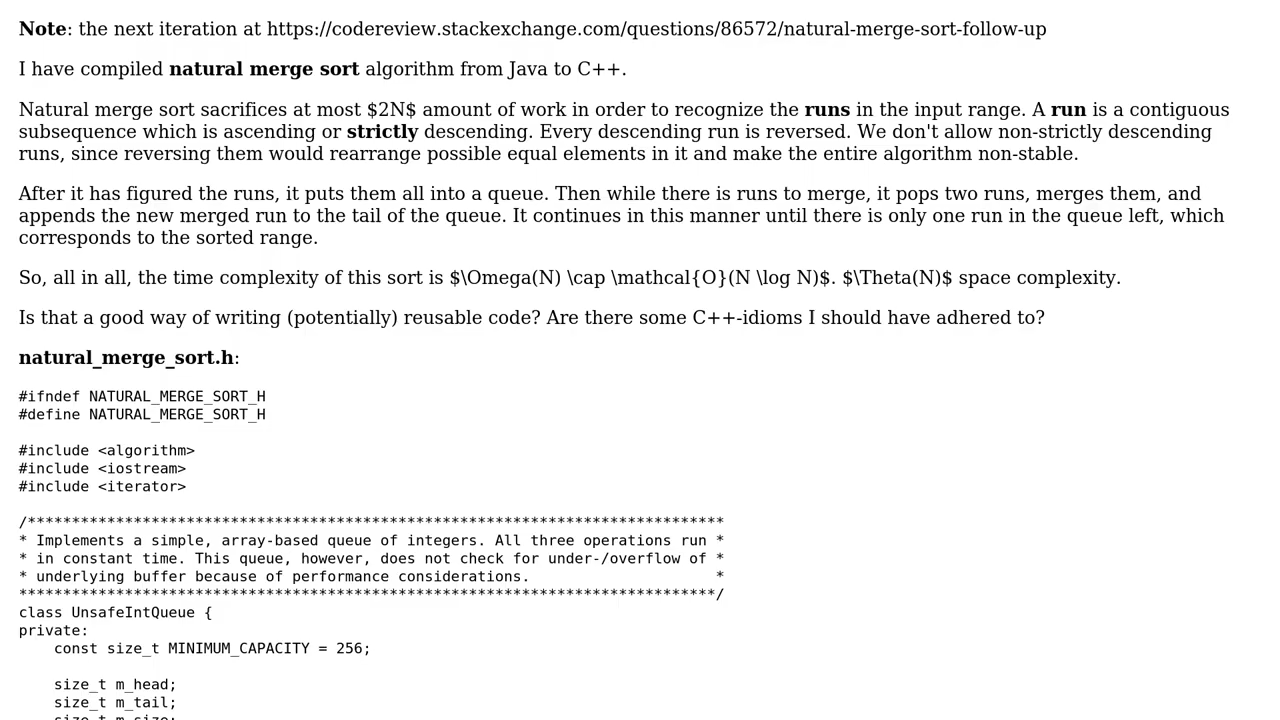 Note: the next iteration at https://codereview.stackexchange.com/questions/86572/natural-merge-sort-follow-up
I have compiled natural merge sort algorithm from Java to C++.
Natural merge sort sacrifices at most $2N$ amount of work in order to recognize the runs in the input range. A run is a contiguous
subsequence which is ascending or strictly descending. Every descending run is reversed. We don't allow non-strictly descending
runs, since reversing them would rearrange possible equal elements in it and make the entire algorithm non-stable.
After it has figured the runs, it puts them all into a queue. Then while there is runs to merge, it pops two runs, merges them, and
appends the new merged run to the tail of the queue. It continues in this manner until there is only one run in the queue left, which
corresponds to the sorted range.
So, all in all, the time complexity of this sort is $\Omega(N) \cap \mathcal{O}(N \log N)$. $\Theta(N)$ space complexity.
Is that a good way of writing (potentially) reusable code? Are there some C++-idioms I should have adhered to?
natural_merge_sort.h:
#ifndef NATURAL_MERGE_SORT_H
#define NATURAL_MERGE_SORT_H
#include <algorithm>
#include <iostream>
#include <iterator>
/*******************************************************************************
* Implements a simple, array-based queue of integers. All three operations run *
* in constant time. This queue, however, does not check for under-/overflow of *
* underlying buffer because of performance considerations.                     *
*******************************************************************************/
class UnsafeIntQueue {
private:
    const size_t MINIMUM_CAPACITY = 256;
    size_t m_head;
    size_t m_tail;
    size_t m_size;